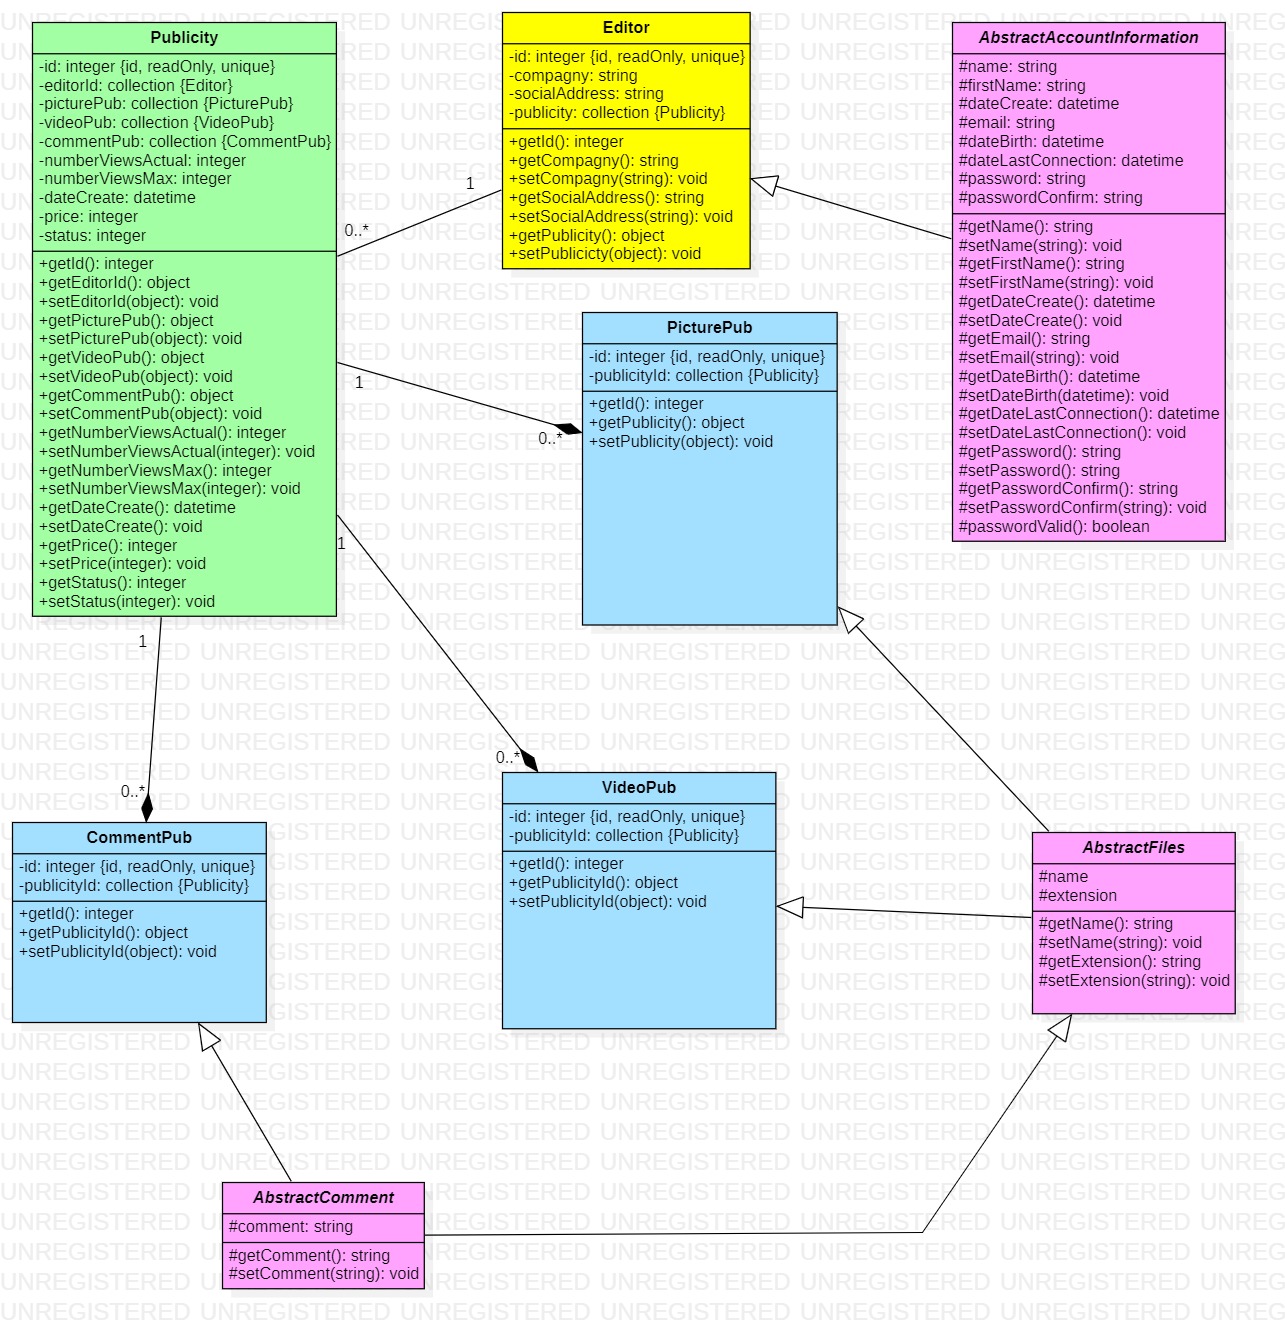 Publicity
-id: integer {id, readOnly, unique}
-editorId: collection {Editor}
-picturePub: collection {PicturePub}
-videoPub: collection {VideoPub}
-commentPub: collection {CommentPub}
-numberViewsActual: integer
-numberViewsMax: integer
-dateCreate: datetime
-price: integer
-status: integer
+getId(): integer
+getEditorId(): object
+setEditorId(object): void
+getPicturePub(): object
+setPicturePub(object): void
+getVideoPub(): object
+setVideoPub(object): void
+getCommentPub(): object
+setCommentPub(object): void
+getNumberViewsActual(): integer
+setNumberViewsActual(integer): void
+getNumberViewsMax(): integer
+setNumberViewsMax(integer): void
+getDateCreate(): datetime
+setDateCreate(): void
+getPrice(): integer
+setPrice(integer): void
+getStatus(): integer
+setStatus(integer): void
Editor
-id: integer {id, readOnly, unique}
-compagny: string
-socialAddress: string
-publicity: collection {Publicity}
+getId(): integer
+getCompagny(): string
+setCompagny(string): void
+getSocialAddress(): string
+setSocialAddress(string): void
+getPublicity(): object
+setPublicicty(object): void
AbstractAccountInformation
#name: string
#firstName: string
#dateCreate: datetime
#email: string
#dateBirth: datetime
#dateLastConnection: datetime
#password: string
#passwordConfirm: string
#getName(): string
#setName(string): void
#getFirstName(): string
#setFirstName(string): void
#getDateCreate(): datetime
#setDateCreate(): void
#getEmail(): string
#setEmail(string): void
#getDateBirth(): datetime
#setDateBirth(datetime): void
#getDateLastConnection(): datetime
#setDateLastConnection(): void
#getPassword(): string
#setPassword(): string
#getPasswordConfirm(): string
#setPasswordConfirm(string): void
#passwordValid(): boolean
1
0..*
PicturePub
-id: integer {id, readOnly, unique}
-publicityId: collection {Publicity}
+getId(): integer
+getPublicity(): object
+setPublicity(object): void
1
0..*
1
0..*
1
0..*
VideoPub
-id: integer {id, readOnly, unique}
-publicityId: collection {Publicity}
+getId(): integer
+getPublicityId(): object
+setPublicityId(object): void
CommentPub
-id: integer {id, readOnly, unique}
-publicityId: collection {Publicity}
+getId(): integer
+getPublicityId(): object
+setPublicityId(object): void
AbstractFiles
#name
#extension
#getName(): string
#setName(string): void
#getExtension(): string
#setExtension(string): void
AbstractComment
#comment: string
#getComment(): string
#setComment(string): void
UNREGISTERED